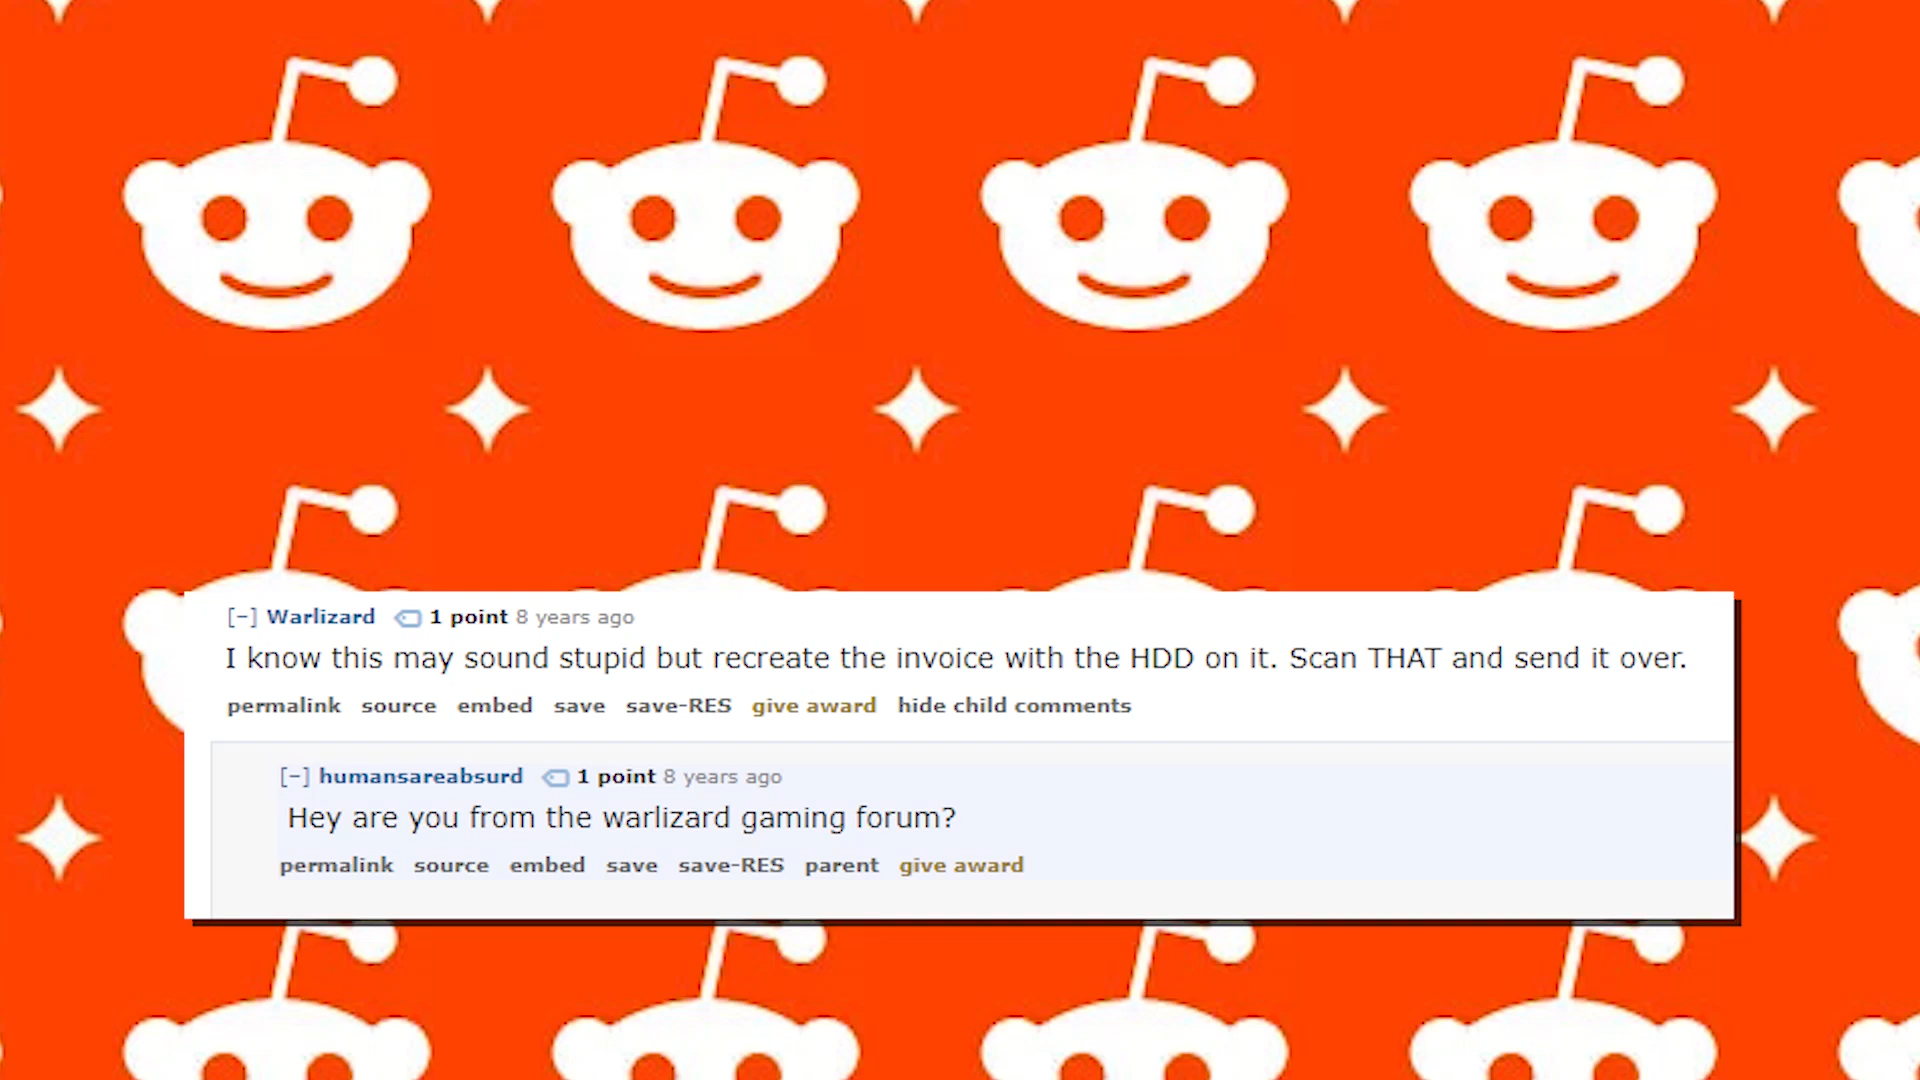 [−] Warlizard 1 point 8 years ago
I know this may sound stupid but recreate the invoice with the HDD on it. Scan THAT and send it over.
permalink source embed save save-RES give award hide child comments
[−] humansareabsurd 1 point 8 years ago
Hey are you from the warlizard gaming forum?
permalink source embed save save-RES parent give award